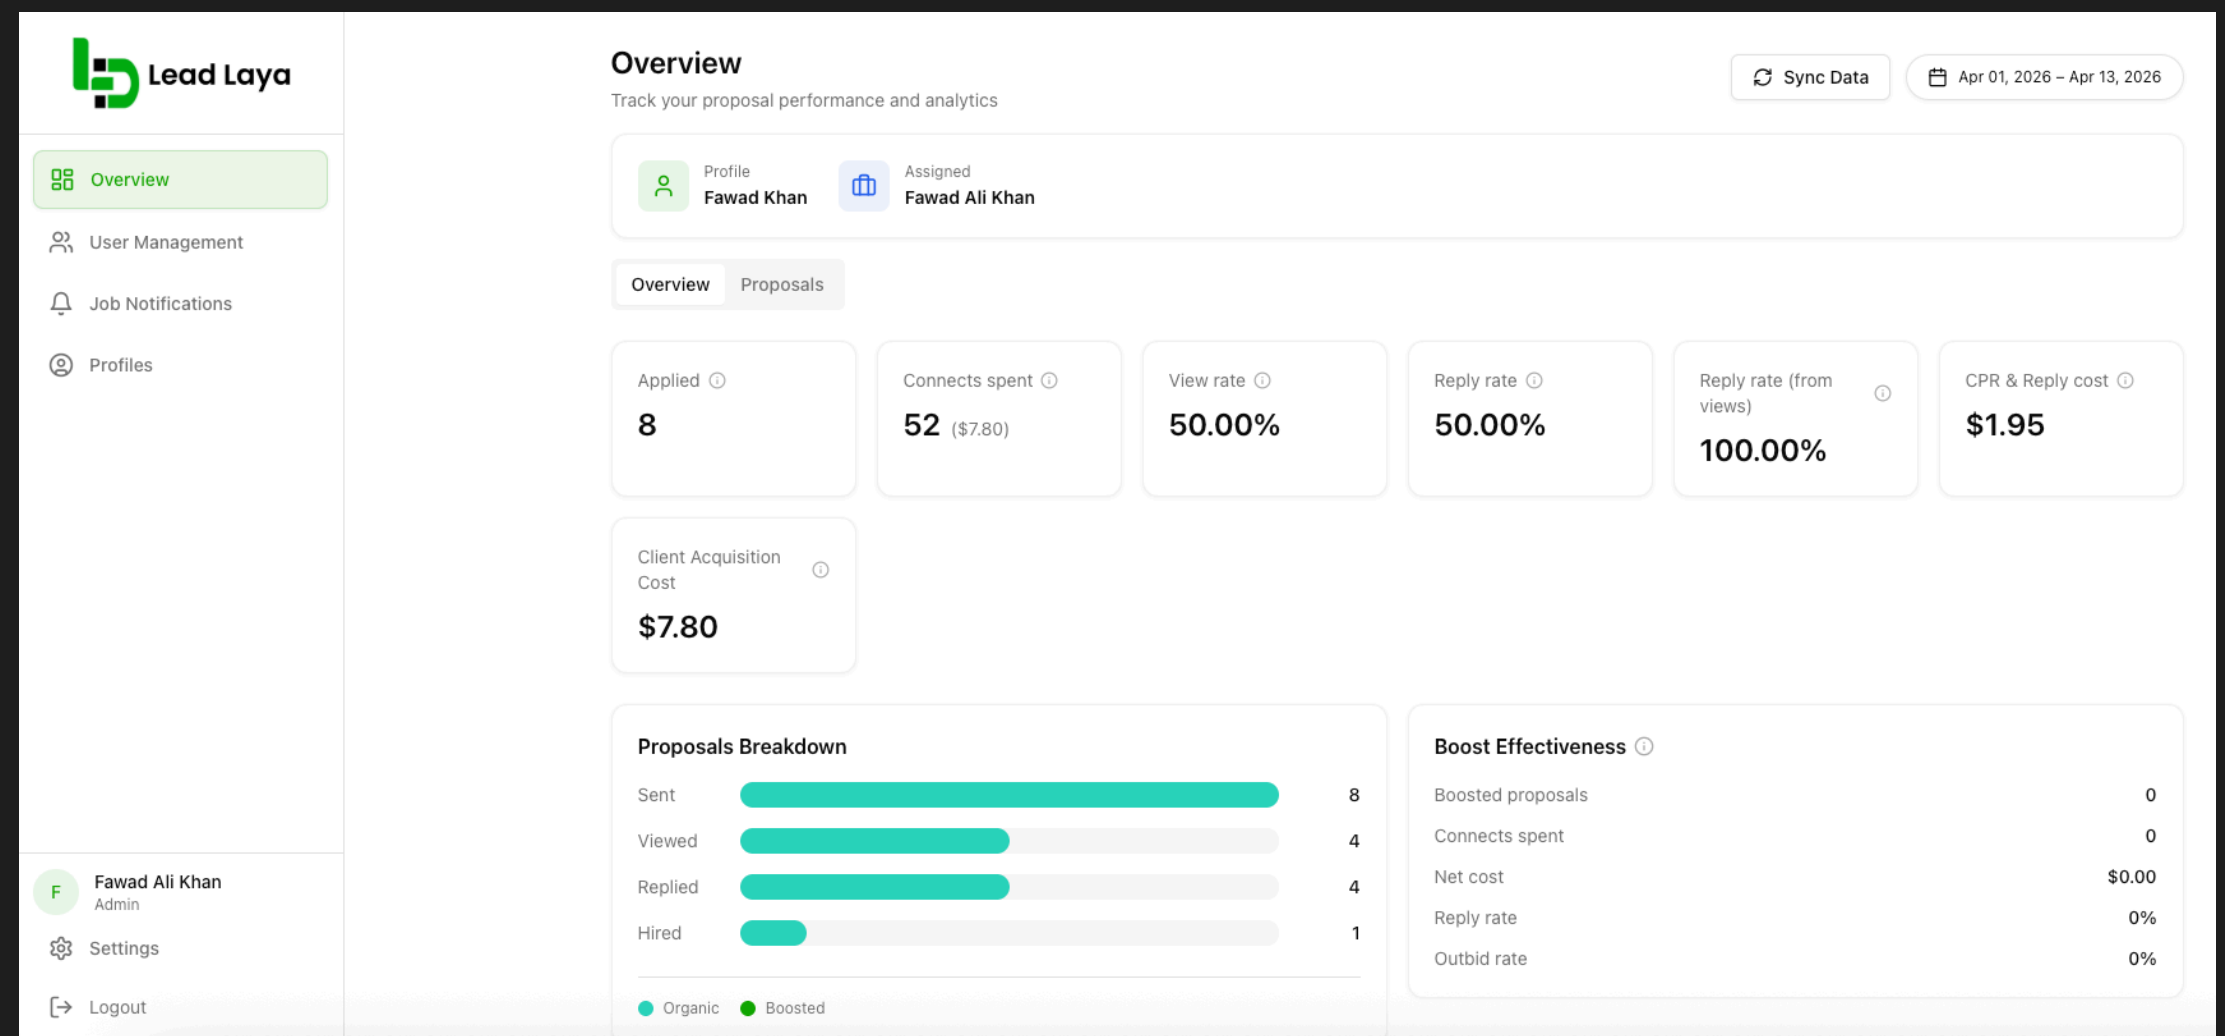 Lead Laya
Overview
User Management
Job Notifications
Profiles
F
Fawad Ali Khan
Admin
Settings
Logout
Overview
Track your proposal performance and analytics
Sync Data
Apr 01, 2026 – Apr 13, 2026
Profile
Fawad Khan
Assigned
Fawad Ali Khan
Overview
Proposals
Applied
8
Connects spent
52 ($7.80)
View rate
50.00%
Reply rate
50.00%
Reply rate (from
views)
100.00%
CPR & Reply cost
$1.95
Client Acquisition
Cost
$7.80
Proposals Breakdown
Sent 8
Viewed 4
Replied 4
Hired 1
Organic Boosted
Boost Effectiveness
Boosted proposals 0
Connects spent 0
Net cost $0.00
Reply rate 0%
Outbid rate 0%